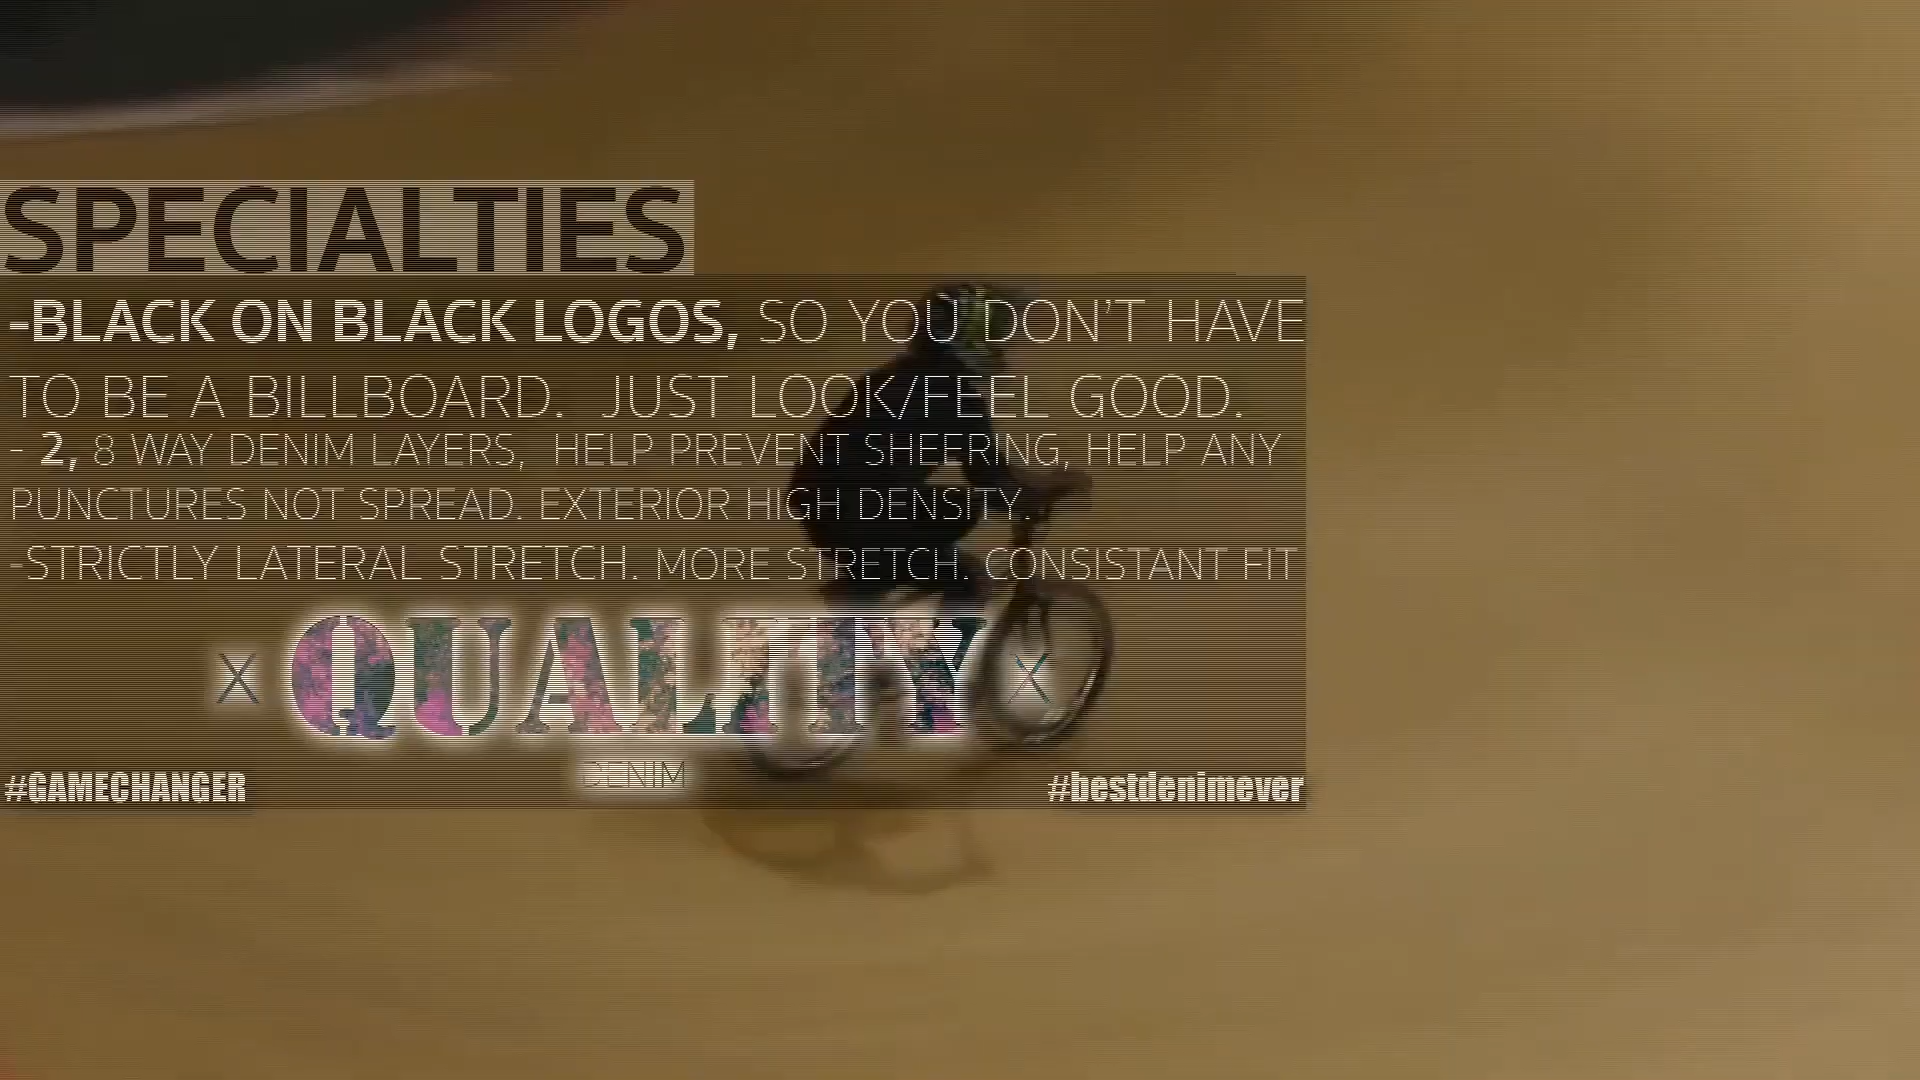 SPECIALTIES
-BLACK ON BLACK LOGOS, SO YOU DON'T HAVE
TO BE A BILLBOARD. JUST LOOK/FEEL GOOD.
- 2, 8 WAY DENIM LAYERS, HELP PREVENT SHEERING, HELP ANY
PUNCTURES NOT SPREAD. EXTERIOR HIGH DENSITY.
-STRICTLY LATERAL STRETCH. MORE STRETCH. CONSISTANT FIT
X QUALITY X
DENIM
#GAMECHANGER #bestdenimever